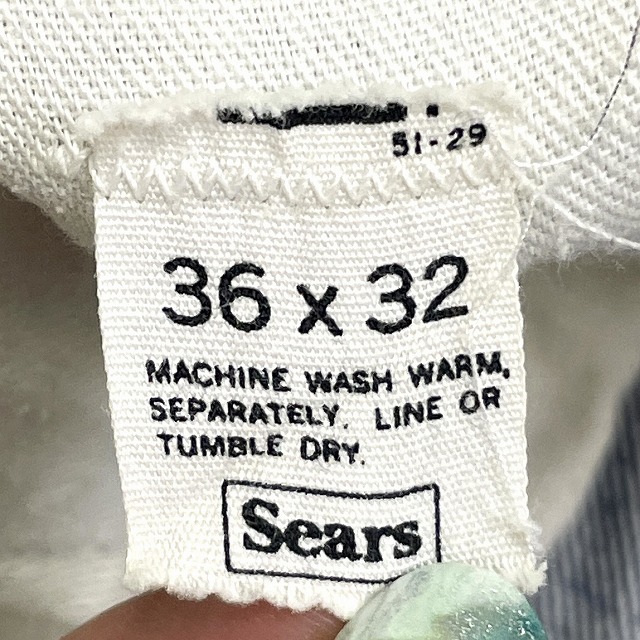 51-29
36 x 32
MACHINE WASH WARM,
SEPARATELY. LINE OR
TUMBLE DRY.
Sears